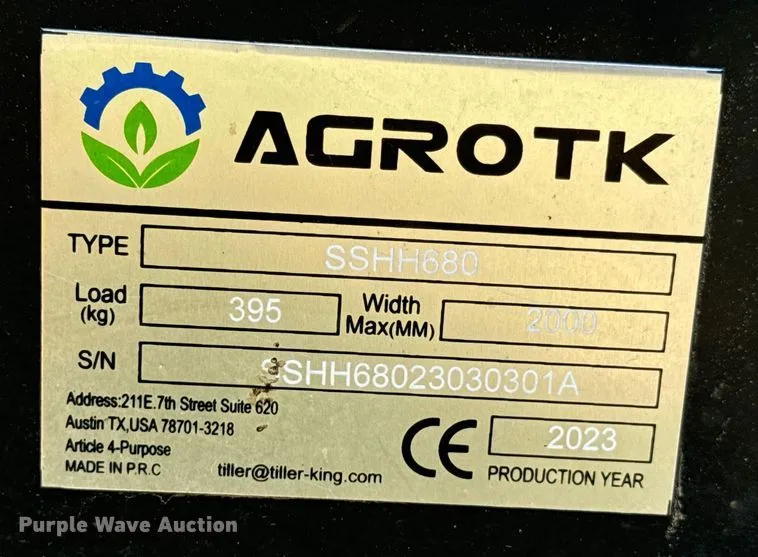 AGROTK
TYPE SSHH680
Load (kg) 395 Width Max(MM) 2000
S/N SSHH68023030301A
Address:211E.7th Street Suite 620
Austin TX,USA 78701-3218
Article 4-Purpose
MADE IN P.R.C
tiller@tiller-king.com
CE
2023
PRODUCTION YEAR
Purple Wave Auction